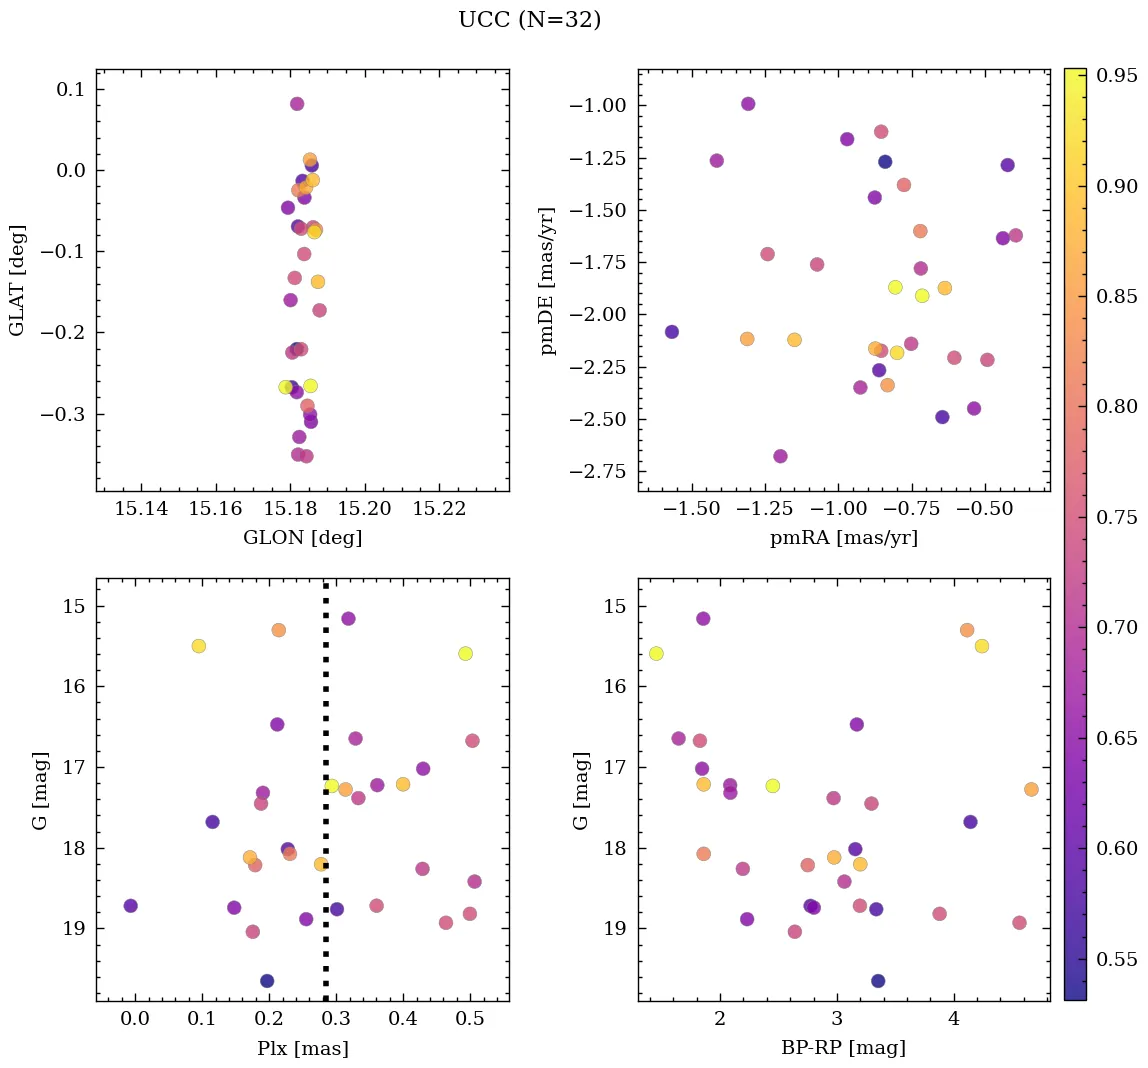 UCC (N=32)
0.1
0.0
−0.1
−0.2
−0.3
GLAT [deg]
15.14 15.16 15.18 15.20 15.22
GLON [deg]
−1.00
−1.25
−1.50
−1.75
−2.00
−2.25
−2.50
−2.75
pmDE [mas/yr]
−1.50 −1.25 −1.00 −0.75 −0.50
pmRA [mas/yr]
15
16
17
18
19
G [mag]
0.0 0.1 0.2 0.3 0.4 0.5
Plx [mas]
15
16
17
18
19
G [mag]
2 3 4
BP-RP [mag]
0.95
0.90
0.85
0.80
0.75
0.70
0.65
0.60
0.55